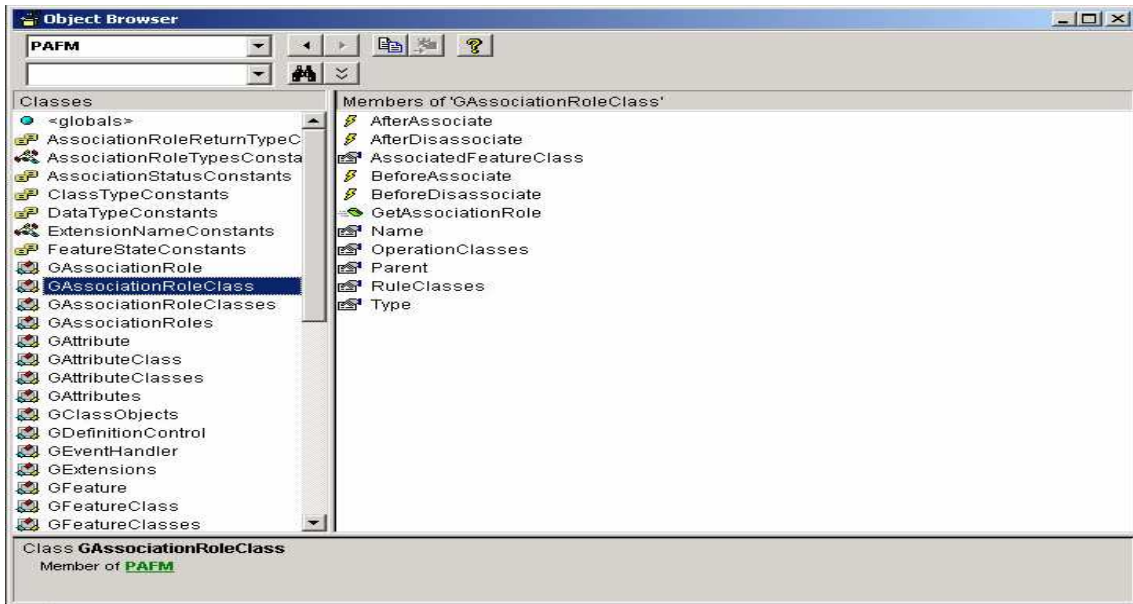 Object Browser
PAFM
Classes
<globals>
AssociationRoleReturnTypeC
AssociationRoleTypesConsta
AssociationStatusConstants
ClassTypeConstants
DataTypeConstants
ExtensionNameConstants
FeatureStateConstants
GAssociationRole
GAssociationRoleClass
GAssociationRoleClasses
GAssociationRoles
GAttribute
GAttributeClass
GAttributeClasses
GAttributes
GClassObjects
GDefinitionControl
GEventHandler
GExtensions
GFeature
GFeatureClass
GFeatureClasses
Members of 'GAssociationRoleClass'
AfterAssociate
AfterDisassociate
AssociatedFeatureClass
BeforeAssociate
BeforeDisassociate
GetAssociationRole
Name
OperationClasses
Parent
RuleClasses
Type
Class GAssociationRoleClass
Member of PAFM